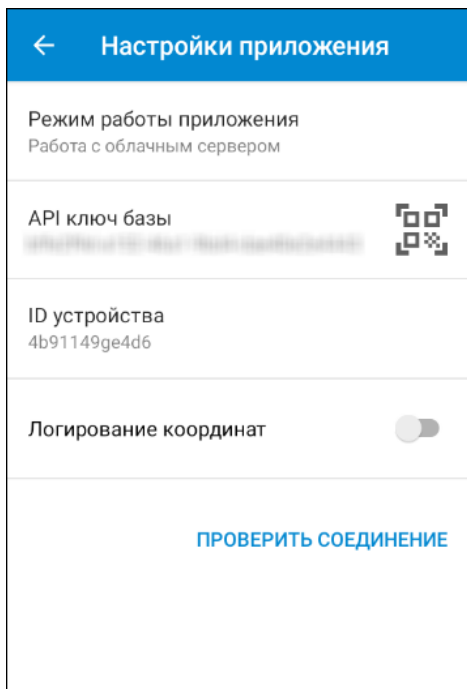 Настройки приложения
Режим работы приложения
Работа с облачным сервером
API ключ базы
ID устройства
4b91149ge4d6
Логирование координат
ПРОВЕРИТЬ СОЕДИНЕНИЕ